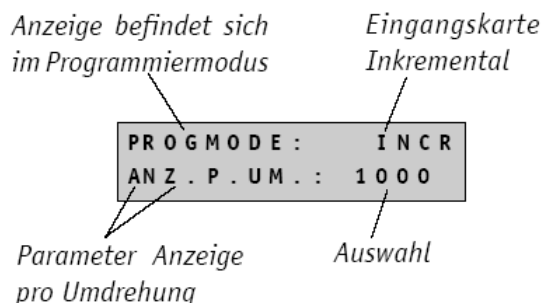 Anzeige befindet sich
im Programmiermodus
Eingangskarte
Inkremental
PROGMODE: INCR
ANZ.P.UM.: 1000
Parameter Anzeige
pro Umdrehung
Auswahl